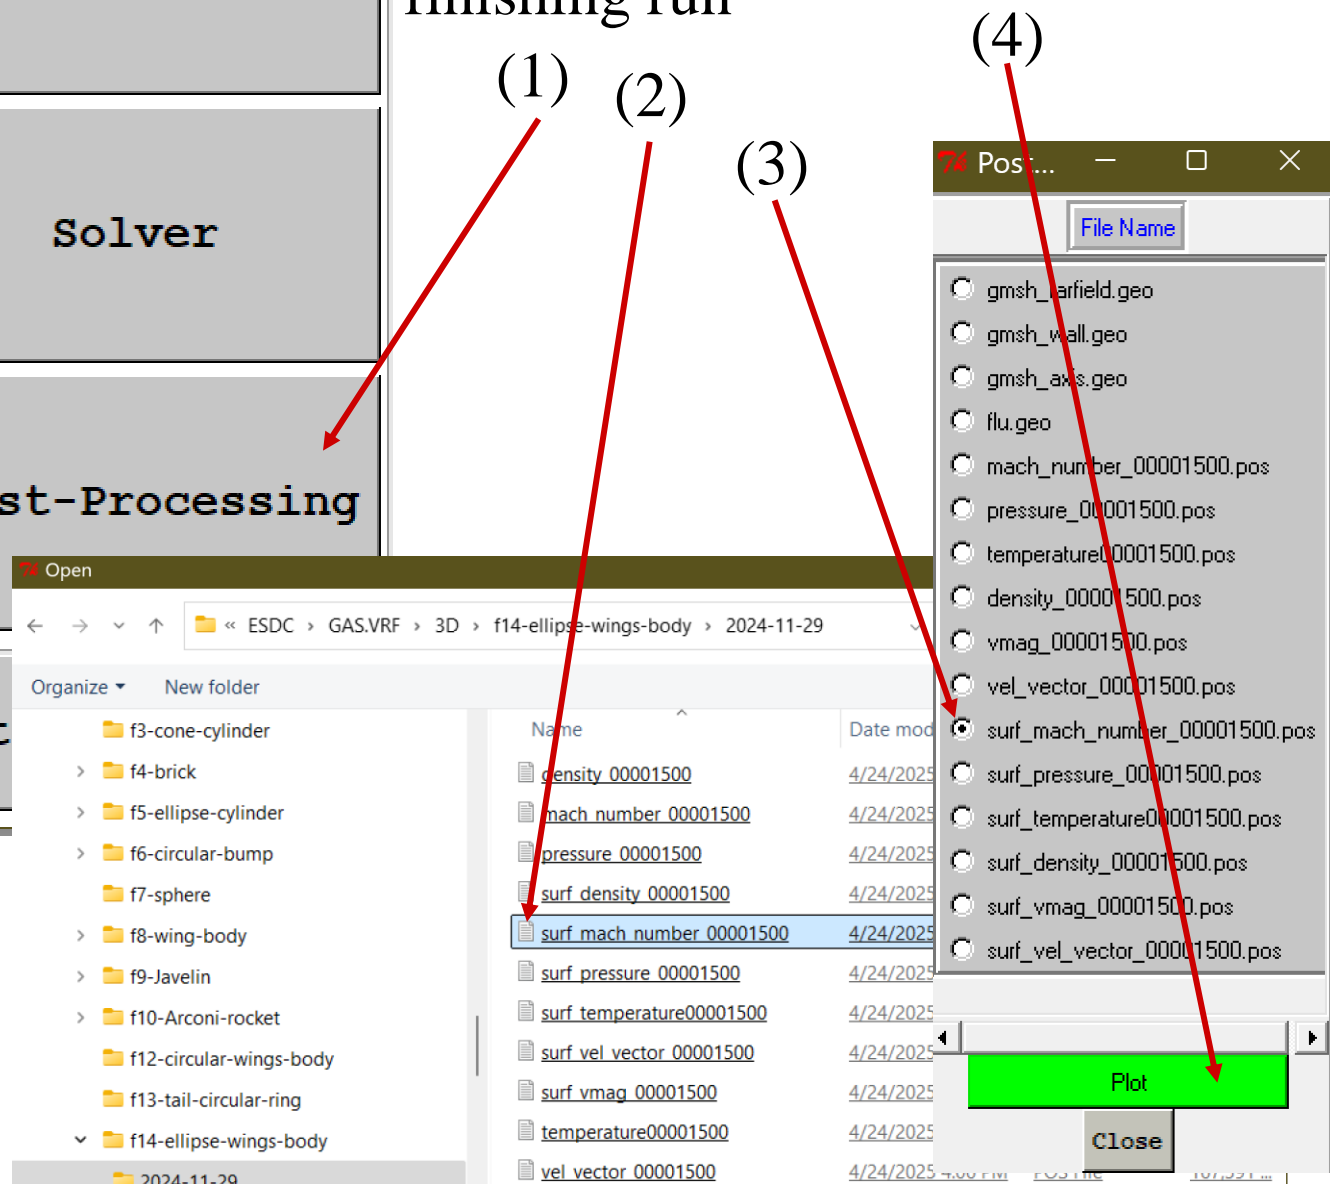 finishing run
(1)
(2)
(3)
(4)
Solver
st-Processing
Post...
File Name
gmsh_farfield.geo
gmsh_wall.geo
gmsh_axis.geo
flu.geo
mach_number_00001500.pos
pressure_00001500.pos
temperature00001500.pos
density_00001500.pos
vmag_00001500.pos
vel_vector_00001500.pos
surf_mach_number_00001500.pos
surf_pressure_00001500.pos
surf_temperature00001500.pos
surf_density_00001500.pos
surf_vmag_00001500.pos
surf_vel_vector_00001500.pos
Plot
Close
Open
« ESDC > GAS.VRF > 3D > f14-ellipse-wings-body > 2024-11-29
Organize New folder
f3-cone-cylinder
f4-brick
f5-ellipse-cylinder
f6-circular-bump
f7-sphere
f8-wing-body
f9-Javelin
f10-Arconi-rocket
f12-circular-wings-body
f13-tail-circular-ring
f14-ellipse-wings-body
2024-11-29
Name Date mod
density_00001500 4/24/2025
mach_number_00001500 4/24/2025
pressure_00001500 4/24/2025
surf_density_00001500 4/24/2025
surf_mach_number_00001500 4/24/2025
surf_pressure_00001500 4/24/2025
surf_temperature00001500 4/24/2025
surf_vel_vector_00001500 4/24/2025
surf_vmag_00001500 4/24/2025
temperature00001500 4/24/2025
vel_vector_00001500 4/24/2025 4:00 PM POS File